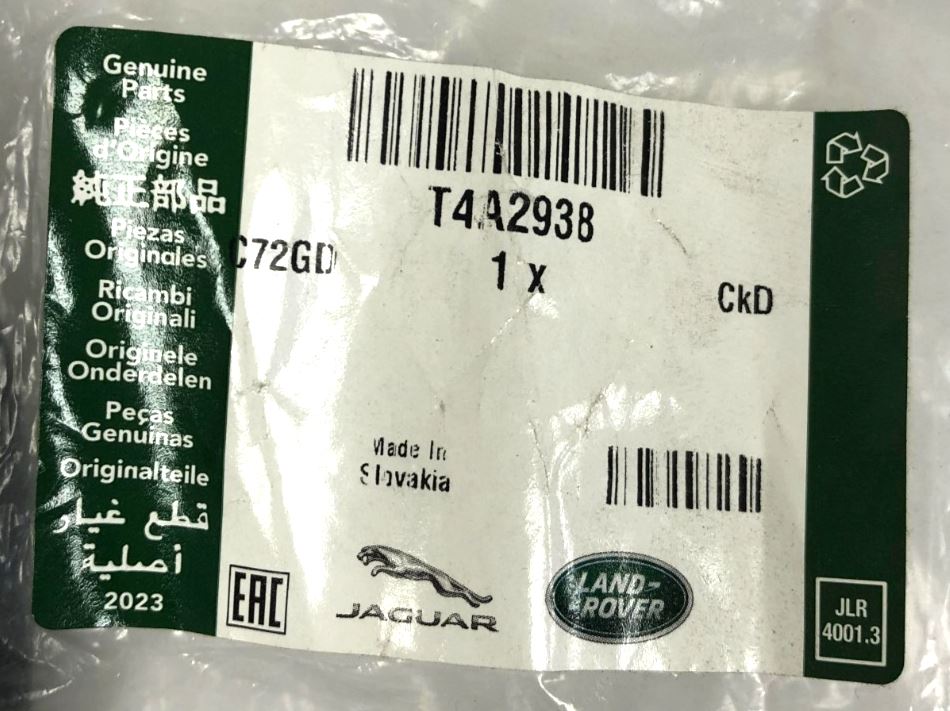 Genuine
Parts
Pièces
d'Origine
純正部品
Piezas
Originales
Ricambi
Originali
Originele
Onderdelen
Peças
Genuinas
Originalteile
قطع غيار
أصلية
2023
T4A2938
C72GD
1 x
CkD
Made In
Slovakia
EAC
JAGUAR
LAND-
ROVER
JLR
4001.3